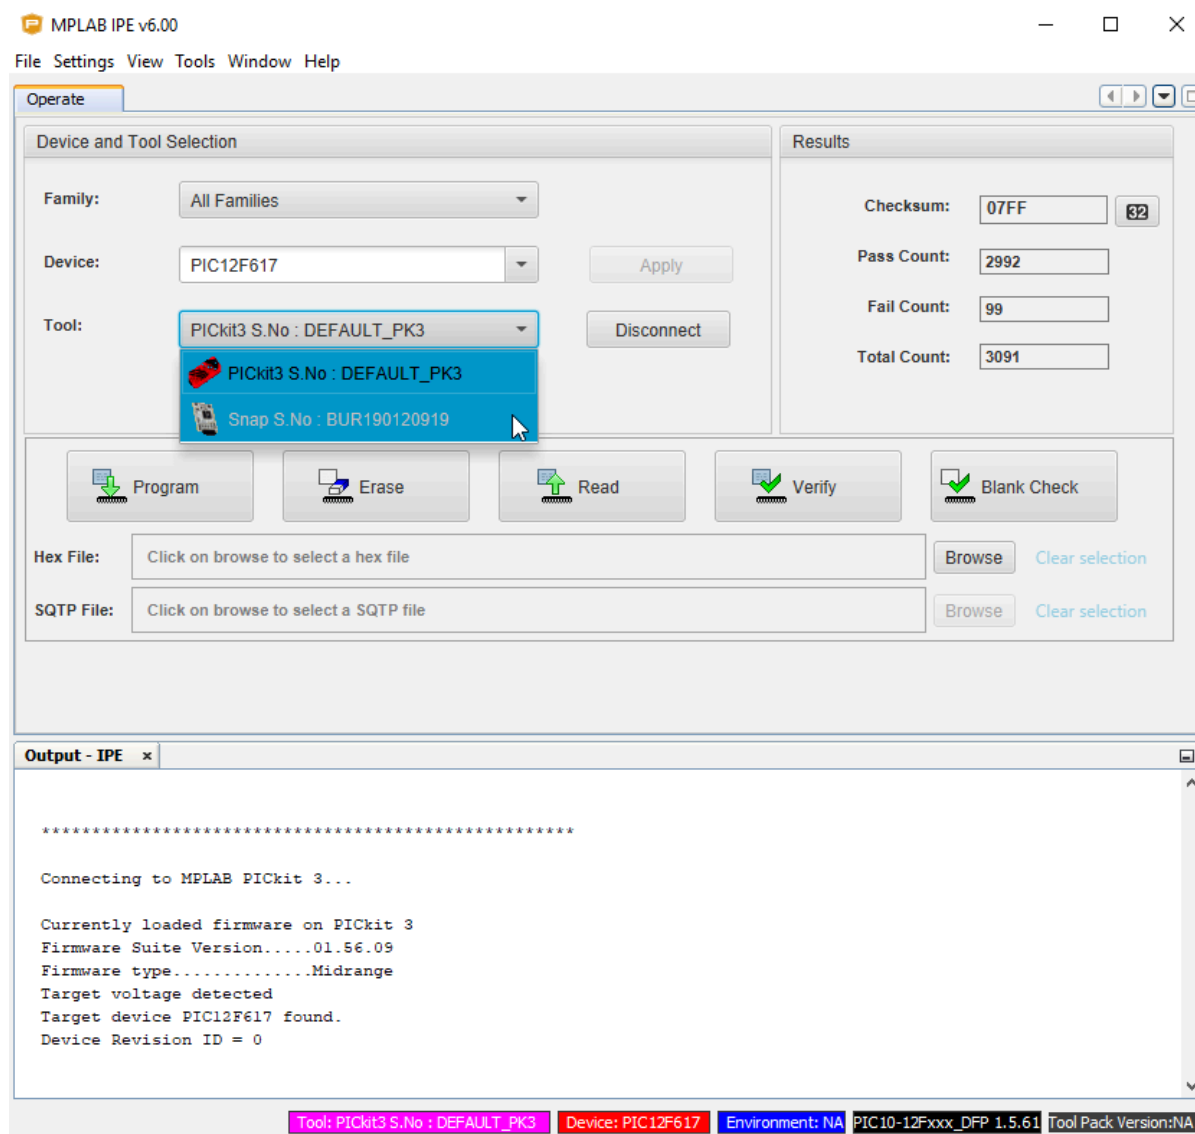 MPLAB IPE v6.00
File Settings View Tools Window Help
Operate
Device and Tool Selection
Results
Family:
All Families
Checksum:
07FF
32
Device:
PIC12F617
Apply
Pass Count:
2992
Fail Count:
99
Tool:
PICkit3 S.No : DEFAULT_PK3
Disconnect
Total Count:
3091
PICkit3 S.No : DEFAULT_PK3
Snap S.No : BUR190120919
Program
Erase
Read
Verify
Blank Check
Hex File:
Click on browse to select a hex file
Browse
Clear selection
SQTP File:
Click on browse to select a SQTP file
Browse
Clear selection
Output - IPE
*****************************************************
Connecting to MPLAB PICkit 3...
Currently loaded firmware on PICkit 3
Firmware Suite Version.....01.56.09
Firmware type..............Midrange
Target voltage detected
Target device PIC12F617 found.
Device Revision ID = 0
Tool: PICkit3 S.No : DEFAULT_PK3
Device: PIC12F617
Environment: NA
PIC10-12Fxxx_DFP 1.5.61
Tool Pack Version:NA